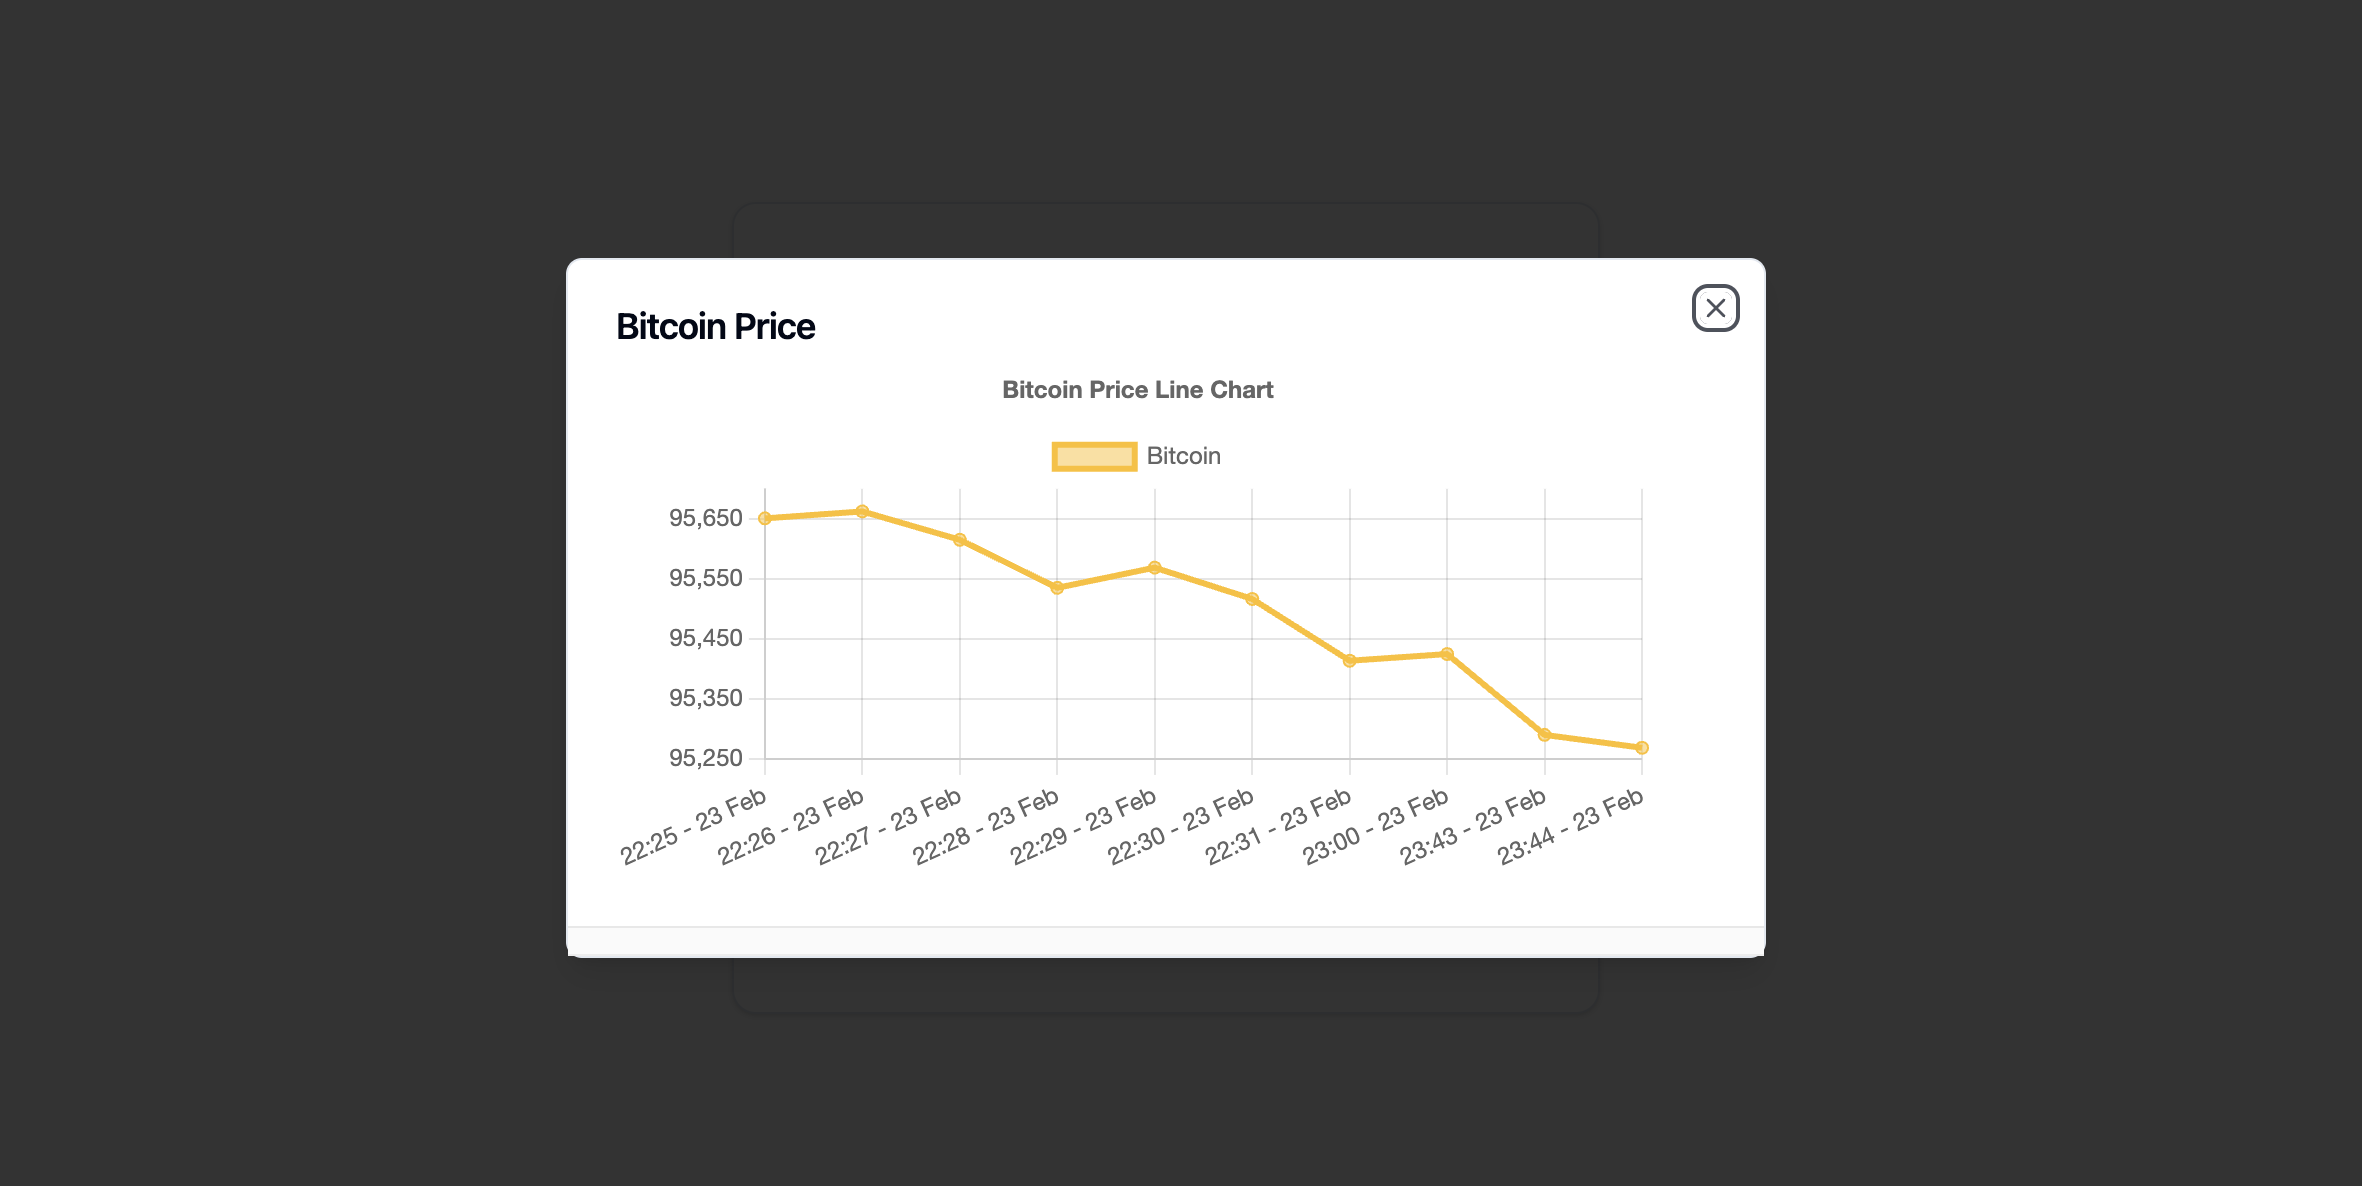 Bitcoin Price
Bitcoin Price Line Chart
Bitcoin
95,650
95,550
95,450
95,350
95,250
22:25 - 23 Feb
22:26 - 23 Feb
22:27 - 23 Feb
22:28 - 23 Feb
22:29 - 23 Feb
22:30 - 23 Feb
22:31 - 23 Feb
23:00 - 23 Feb
23:43 - 23 Feb
23:44 - 23 Feb